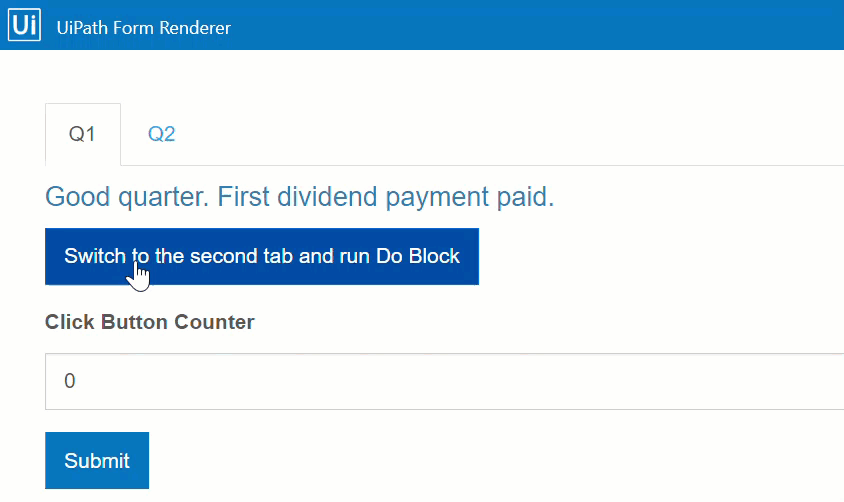 Ui UiPath Form Renderer
Q1 Q2
Good quarter. First dividend payment paid.
Switch to the second tab and run Do Block
Click Button Counter
0
Submit